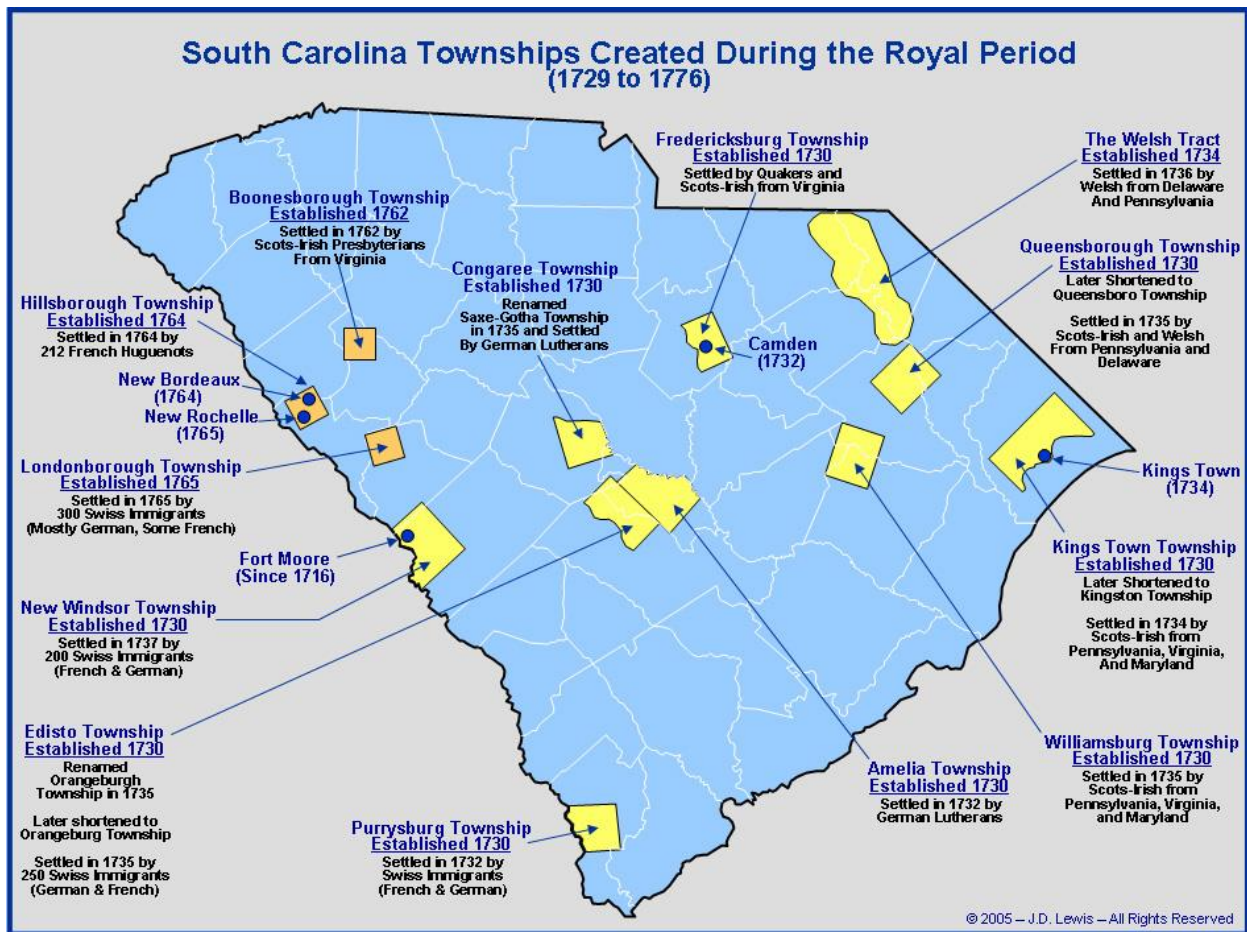 South Carolina Townships Created During the Royal Period
(1729 to 1776)
Fredericksburg Township
Established 1730
Settled by Quakers and
Scots-Irish from Virginia
The Welsh Tract
Established 1734
Settled in 1736 by
Welsh from Delaware
And Pennsylvania
Boonesborough Township
Established 1762
Settled in 1762 by
Scots-Irish Presbyterians
From Virginia
Queensborough Township
Established 1730
Later Shortened to
Queensboro Township
Settled in 1735 by
Scots-Irish and Welsh
From Pennsylvania and
Delaware
Congaree Township
Established 1730
Renamed
Saxe-Gotha Township
in 1735 and Settled
By German Lutherans
Hillsborough Township
Established 1764
Settled in 1764 by
212 French Huguenots
Camden
(1732)
New Bordeaux
(1764)
New Rochelle
(1765)
Londonborough Township
Established 1765
Settled in 1765 by
300 Swiss Immigrants
(Mostly German, Some French)
Kings Town
(1734)
Fort Moore
(Since 1716)
Kings Town Township
Established 1730
Later Shortened to
Kingston Township
Settled in 1734 by
Scots-Irish from
Pennsylvania, Virginia,
And Maryland
New Windsor Township
Established 1730
Settled in 1737 by
200 Swiss Immigrants
(French & German)
Edisto Township
Established 1730
Renamed
Orangeburgh
Township in 1735
Later shortened to
Orangeburg Township
Settled in 1735 by
250 Swiss Immigrants
(German & French)
Williamsburg Township
Established 1730
Settled in 1735 by
Scots-Irish from
Pennsylvania, Virginia,
and Maryland
Amelia Township
Established 1730
Settled in 1732 by
German Lutherans
Purrysburg Township
Established 1730
Settled in 1732 by
Swiss Immigrants
(French & German)
© 2005 – J.D. Lewis – All Rights Reserved